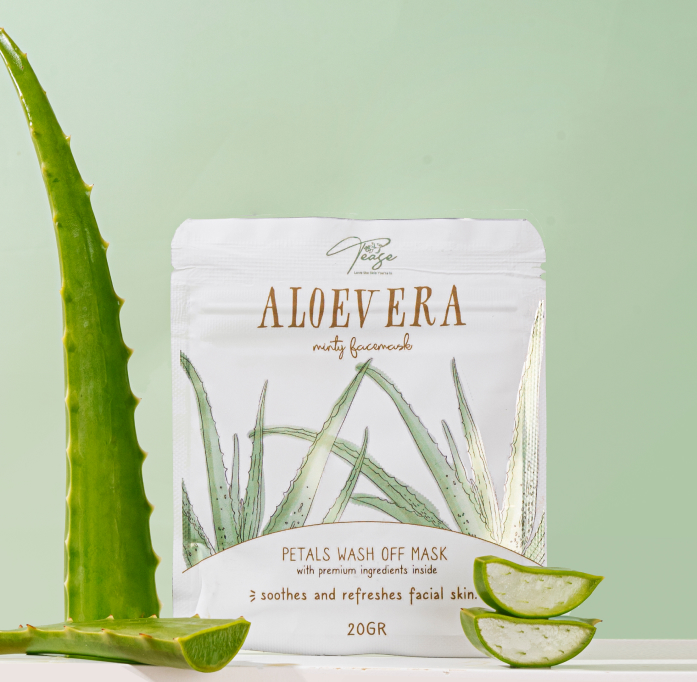 Tease
ALOEVERA
minty facemask
PETALS WASH OFF MASK
with premium ingredients inside
soothes and refreshes facial skin.
20GR